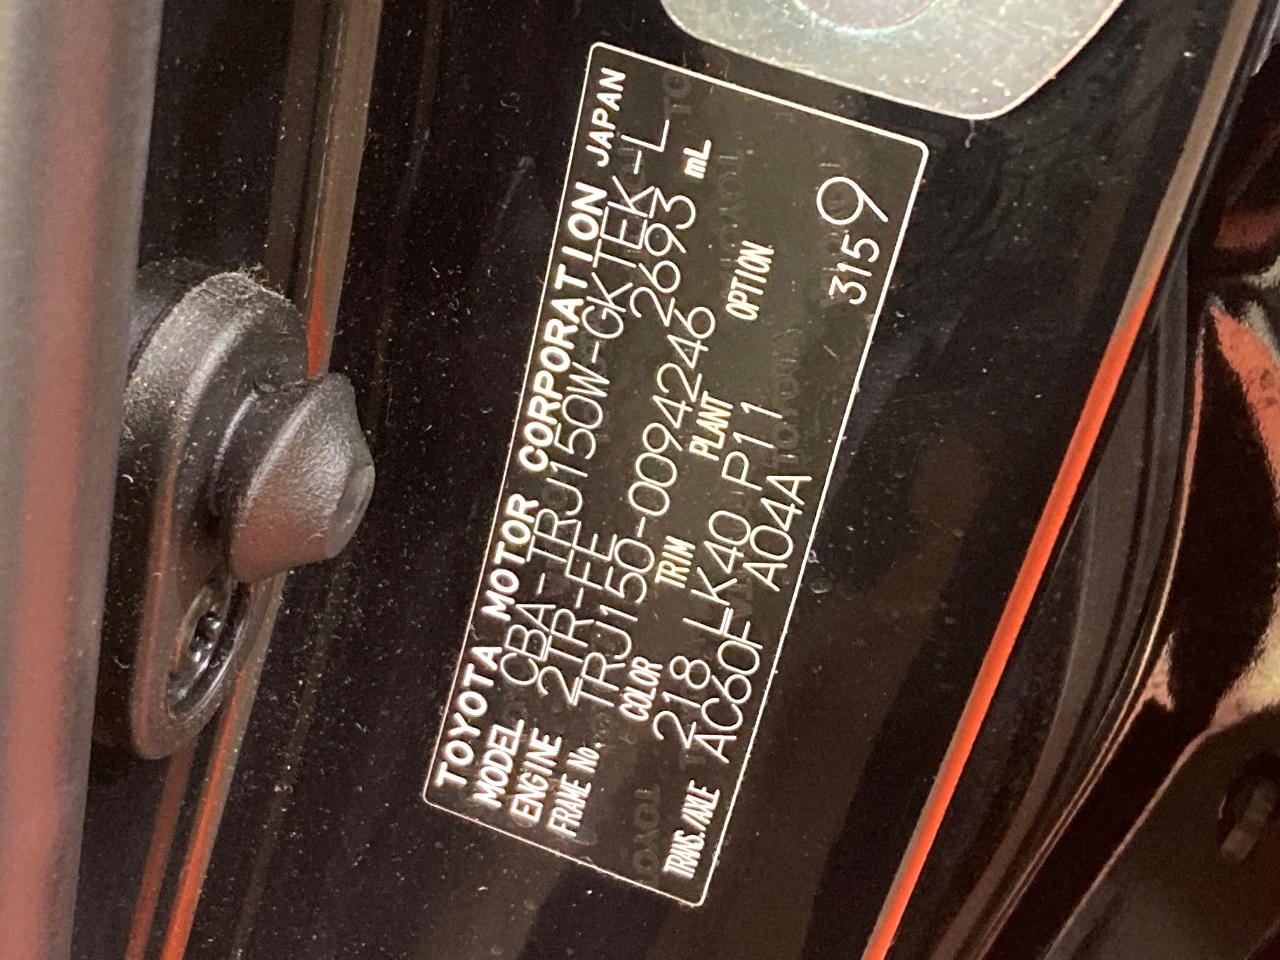 TOYOTA MOTOR CORPORATION JAPAN
MODEL CBA-TRJ150W-GKTEK-L
ENGINE 2TR-FE 2693 mL
FRAME No. TRJ150-0094246
COLOR TRIM PLANT OPTION
218 LK40 P11
TRANS./AXLE AC60F A04A 3159